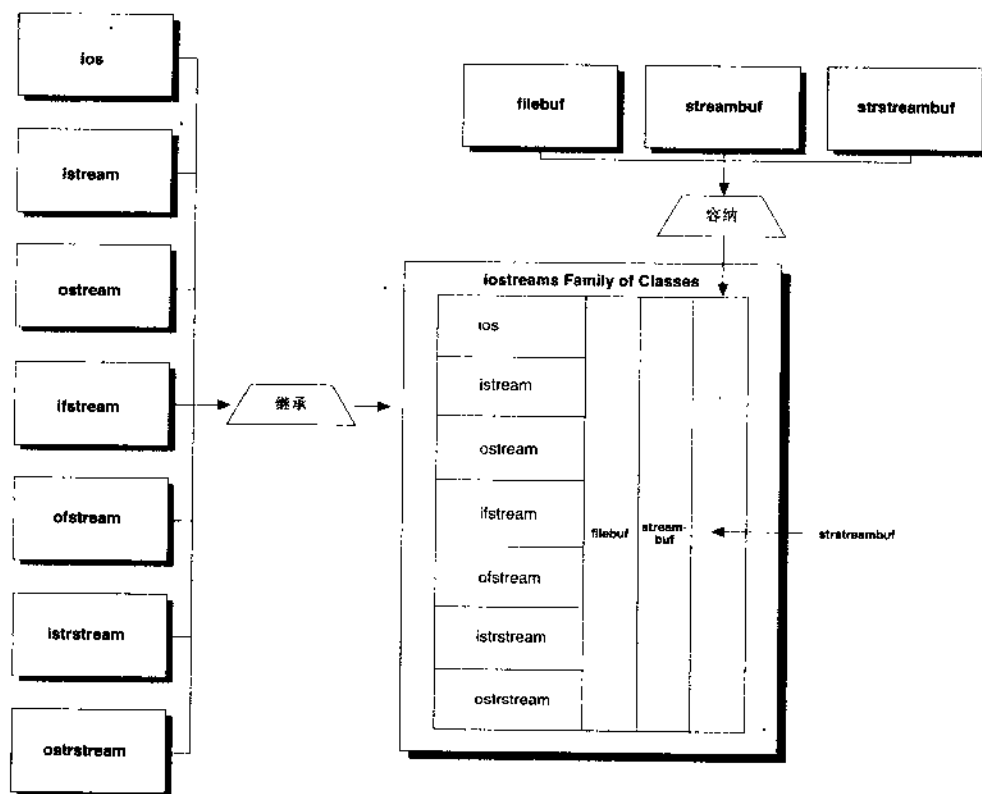 ios
istream
ostream
ifstream
ofstream
istrstream
ostrstream
继承
filebuf
streambuf
strstreambuf
容纳
iostreams Family of Classes
ios
istream
ostream
ifstream
ofstream
istrstream
ostrstream
filebuf
stream-
buf
strstreambuf